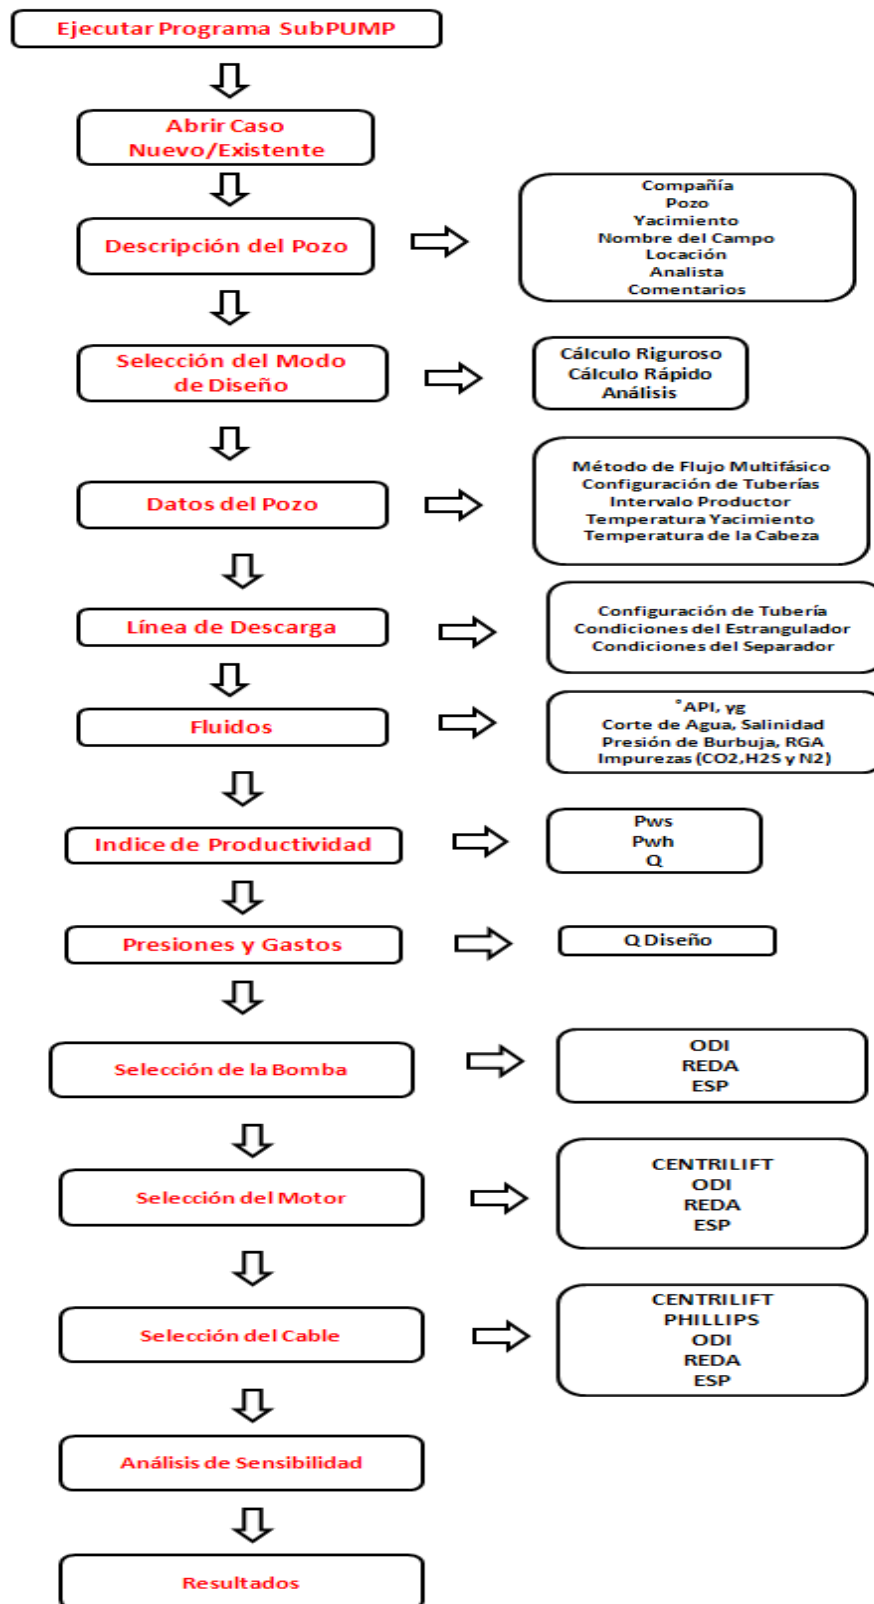 Ejecutar Programa SubPUMP
Abrir Caso
Nuevo/Existente
Descripción del Pozo
Compañía
Pozo
Yacimiento
Nombre del Campo
Locación
Analista
Comentarios
Selección del Modo
de Diseño
Cálculo Riguroso
Cálculo Rápido
Análisis
Datos del Pozo
Método de Flujo Multifásico
Configuración de Tuberías
Intervalo Productor
Temperatura Yacimiento
Temperatura de la Cabeza
Línea de Descarga
Configuración de Tubería
Condiciones del Estrangulador
Condiciones del Separador
Fluidos
°API, γg
Corte de Agua, Salinidad
Presión de Burbuja, RGA
Impurezas (CO2,H2S y N2)
Indice de Productividad
Pws
Pwh
Q
Presiones y Gastos
Q Diseño
Selección de la Bomba
ODI
REDA
ESP
Selección del Motor
CENTRILIFT
ODI
REDA
ESP
Selección del Cable
CENTRILIFT
PHILLIPS
ODI
REDA
ESP
Análisis de Sensibilidad
Resultados